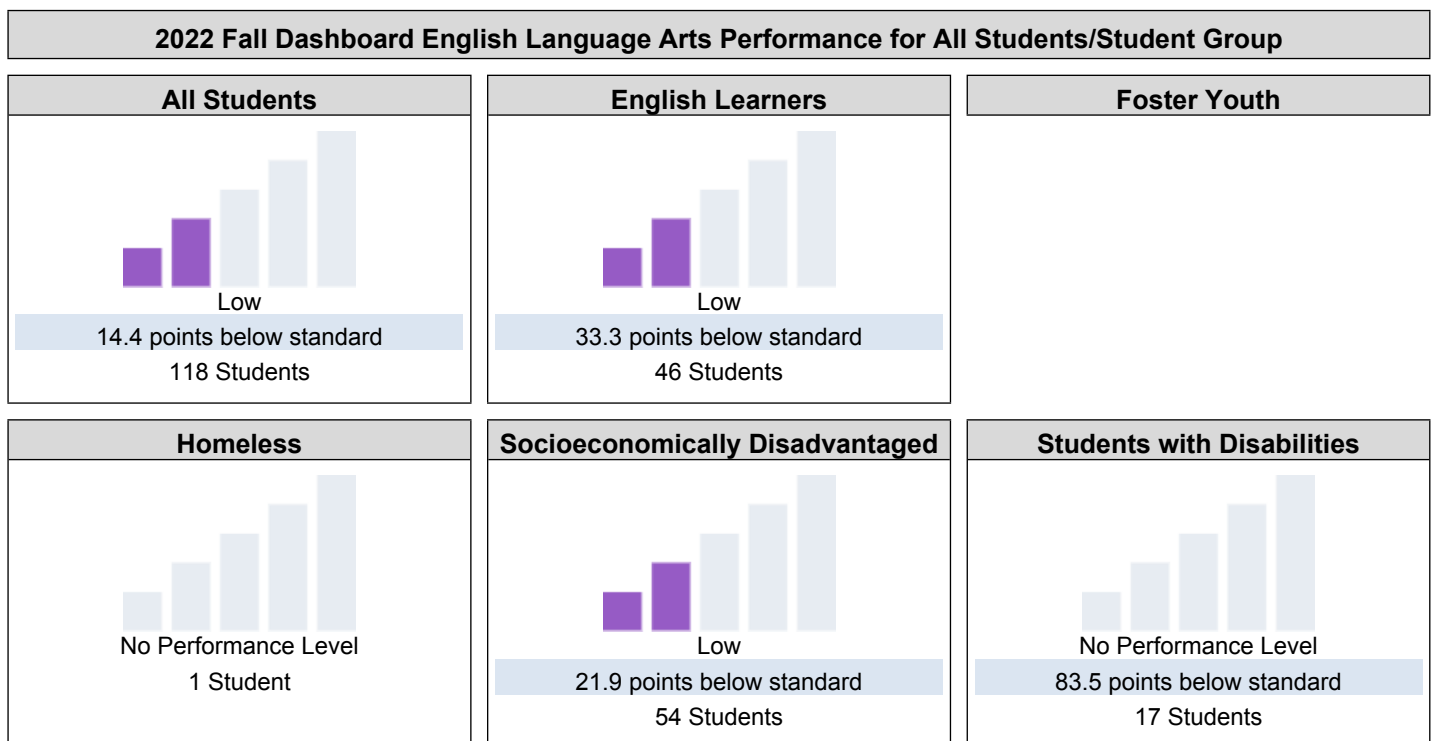 2022 Fall Dashboard English Language Arts Performance for All Students/Student Group
All Students
Low
14.4 points below standard
118 Students
English Learners
Low
33.3 points below standard
46 Students
Foster Youth
Homeless
No Performance Level
1 Student
Socioeconomically Disadvantaged
Low
21.9 points below standard
54 Students
Students with Disabilities
No Performance Level
83.5 points below standard
17 Students